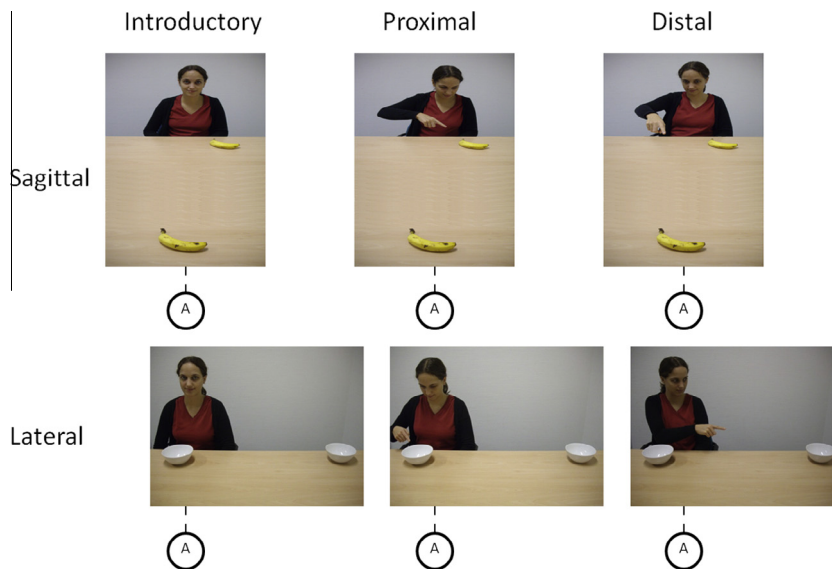 Introductory Proximal Distal
Sagittal
A A A
Lateral
A A A